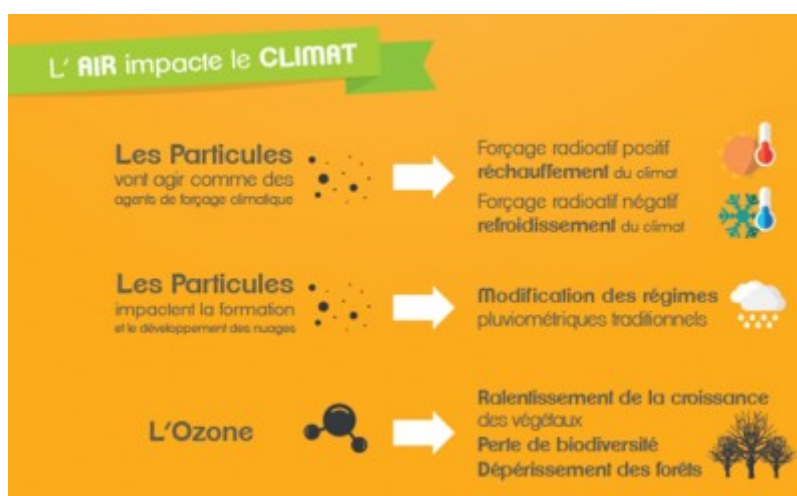 L' AIR impacte le CLIMAT
Les Particules
vont agir comme des
agents de forçage climatique
Forçage radioatif positif
réchauffement du climat
Forçage radioatif négatif
refroidissement du climat
Les Particules
impactent la formation
et le développement des nuages
Modification des régimes
pluviométriques traditionnels
L'Ozone
Ralentissement de la croissance
des végétaux
Perte de biodiversité
Dépérissement des forêts